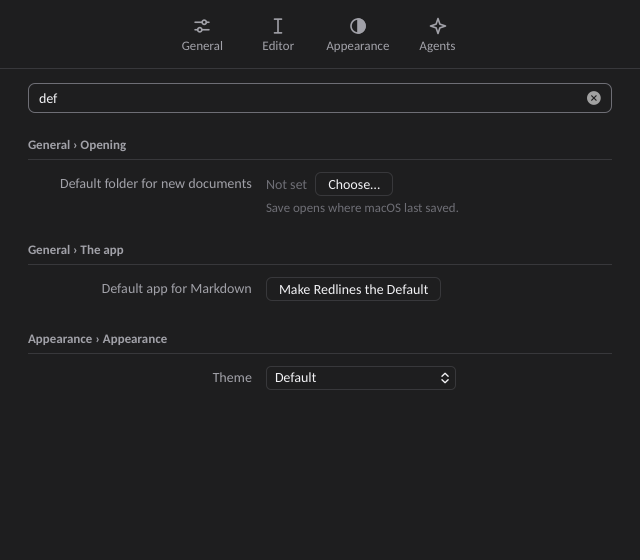 General
Editor
Appearance
Agents
def
General › Opening
Default folder for new documents
Not set
Choose...
Save opens where macOS last saved.
General › The app
Default app for Markdown
Make Redlines the Default
Appearance › Appearance
Theme
Default